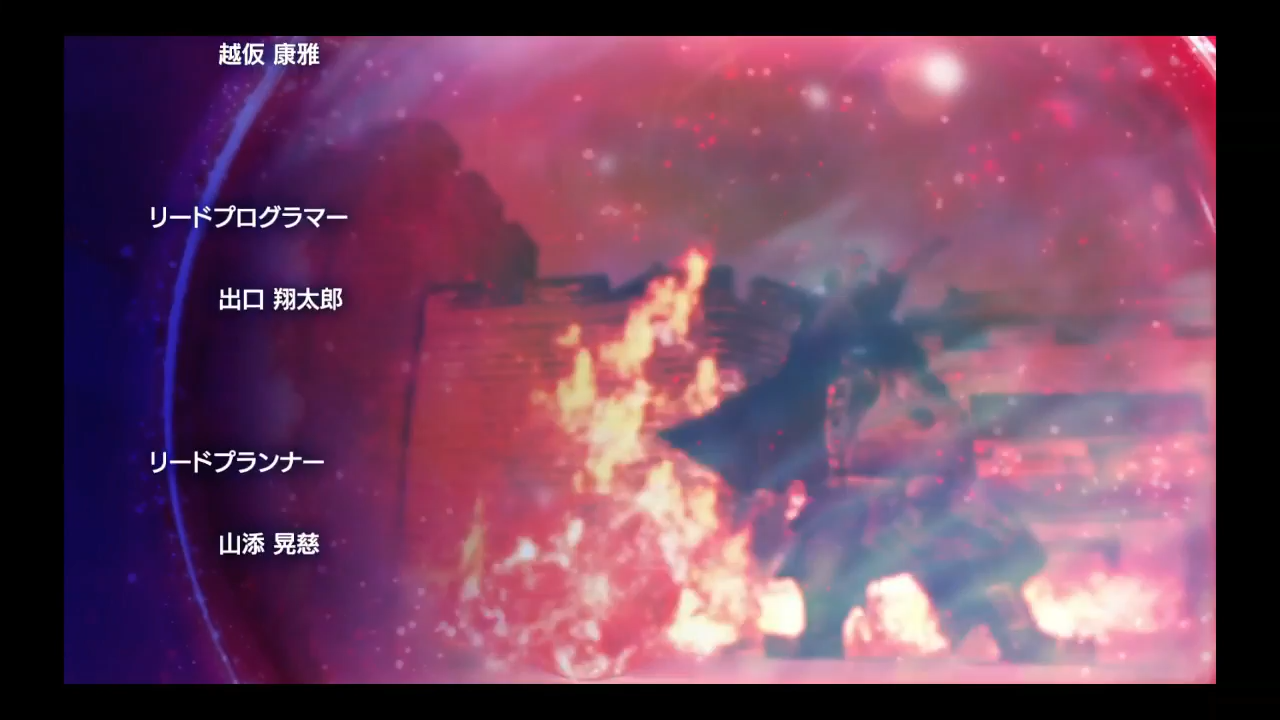 越仮 康雅
リードプログラマー
出口 翔太郎
リードプランナー
山添 晃慈